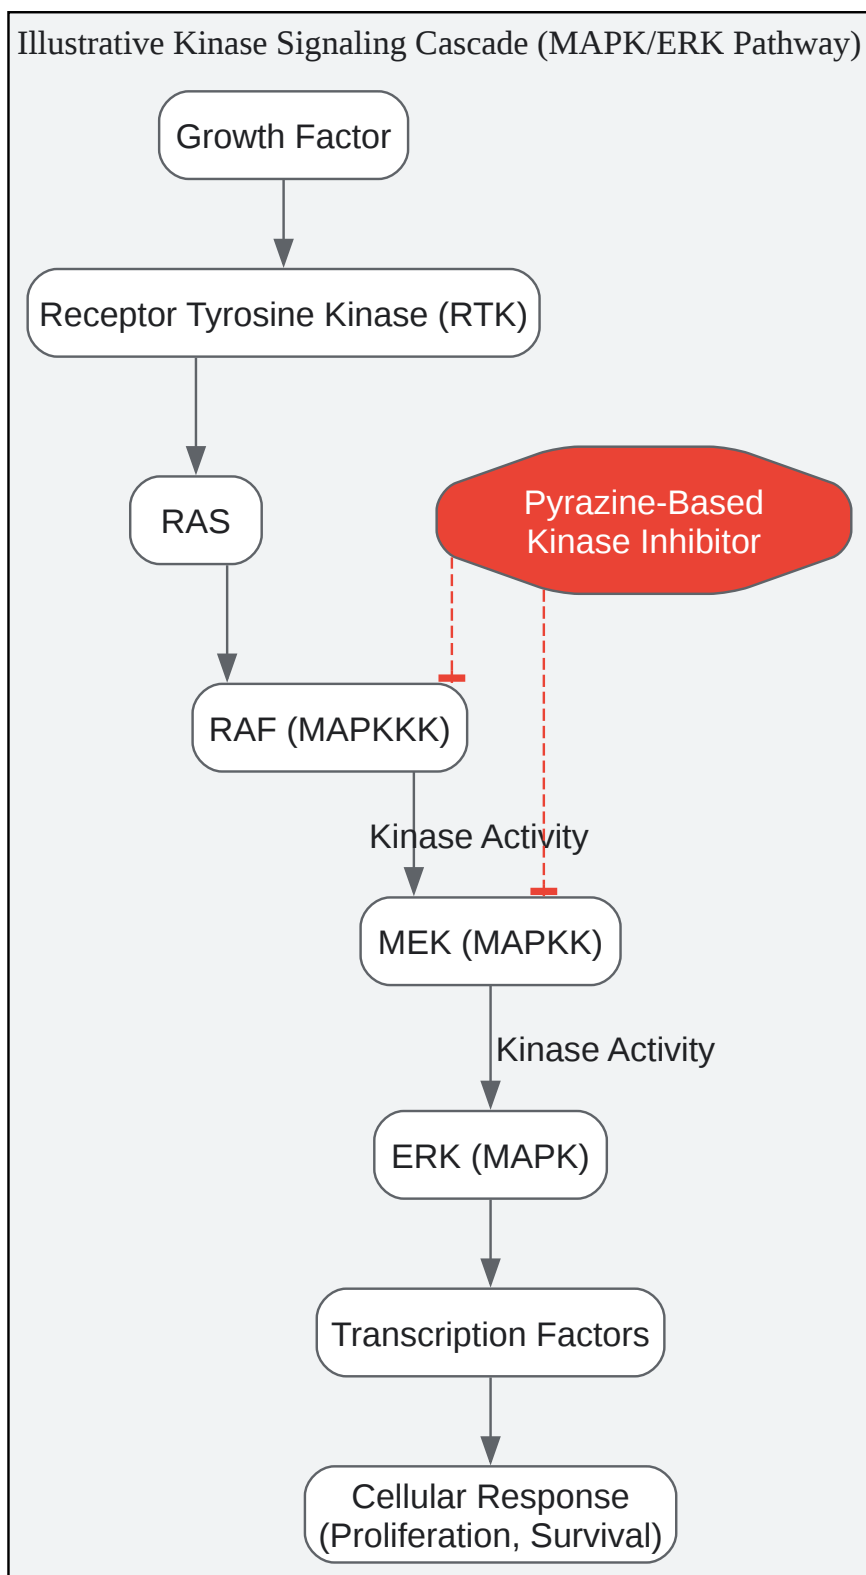 Illustrative Kinase Signaling Cascade (MAPK/ERK Pathway)
Growth Factor
Receptor Tyrosine Kinase (RTK)
RAS
Pyrazine-Based
Kinase Inhibitor
RAF (MAPKKK)
Kinase Activity
MEK (MAPKK)
Kinase Activity
ERK (MAPK)
Transcription Factors
Cellular Response
(Proliferation, Survival)